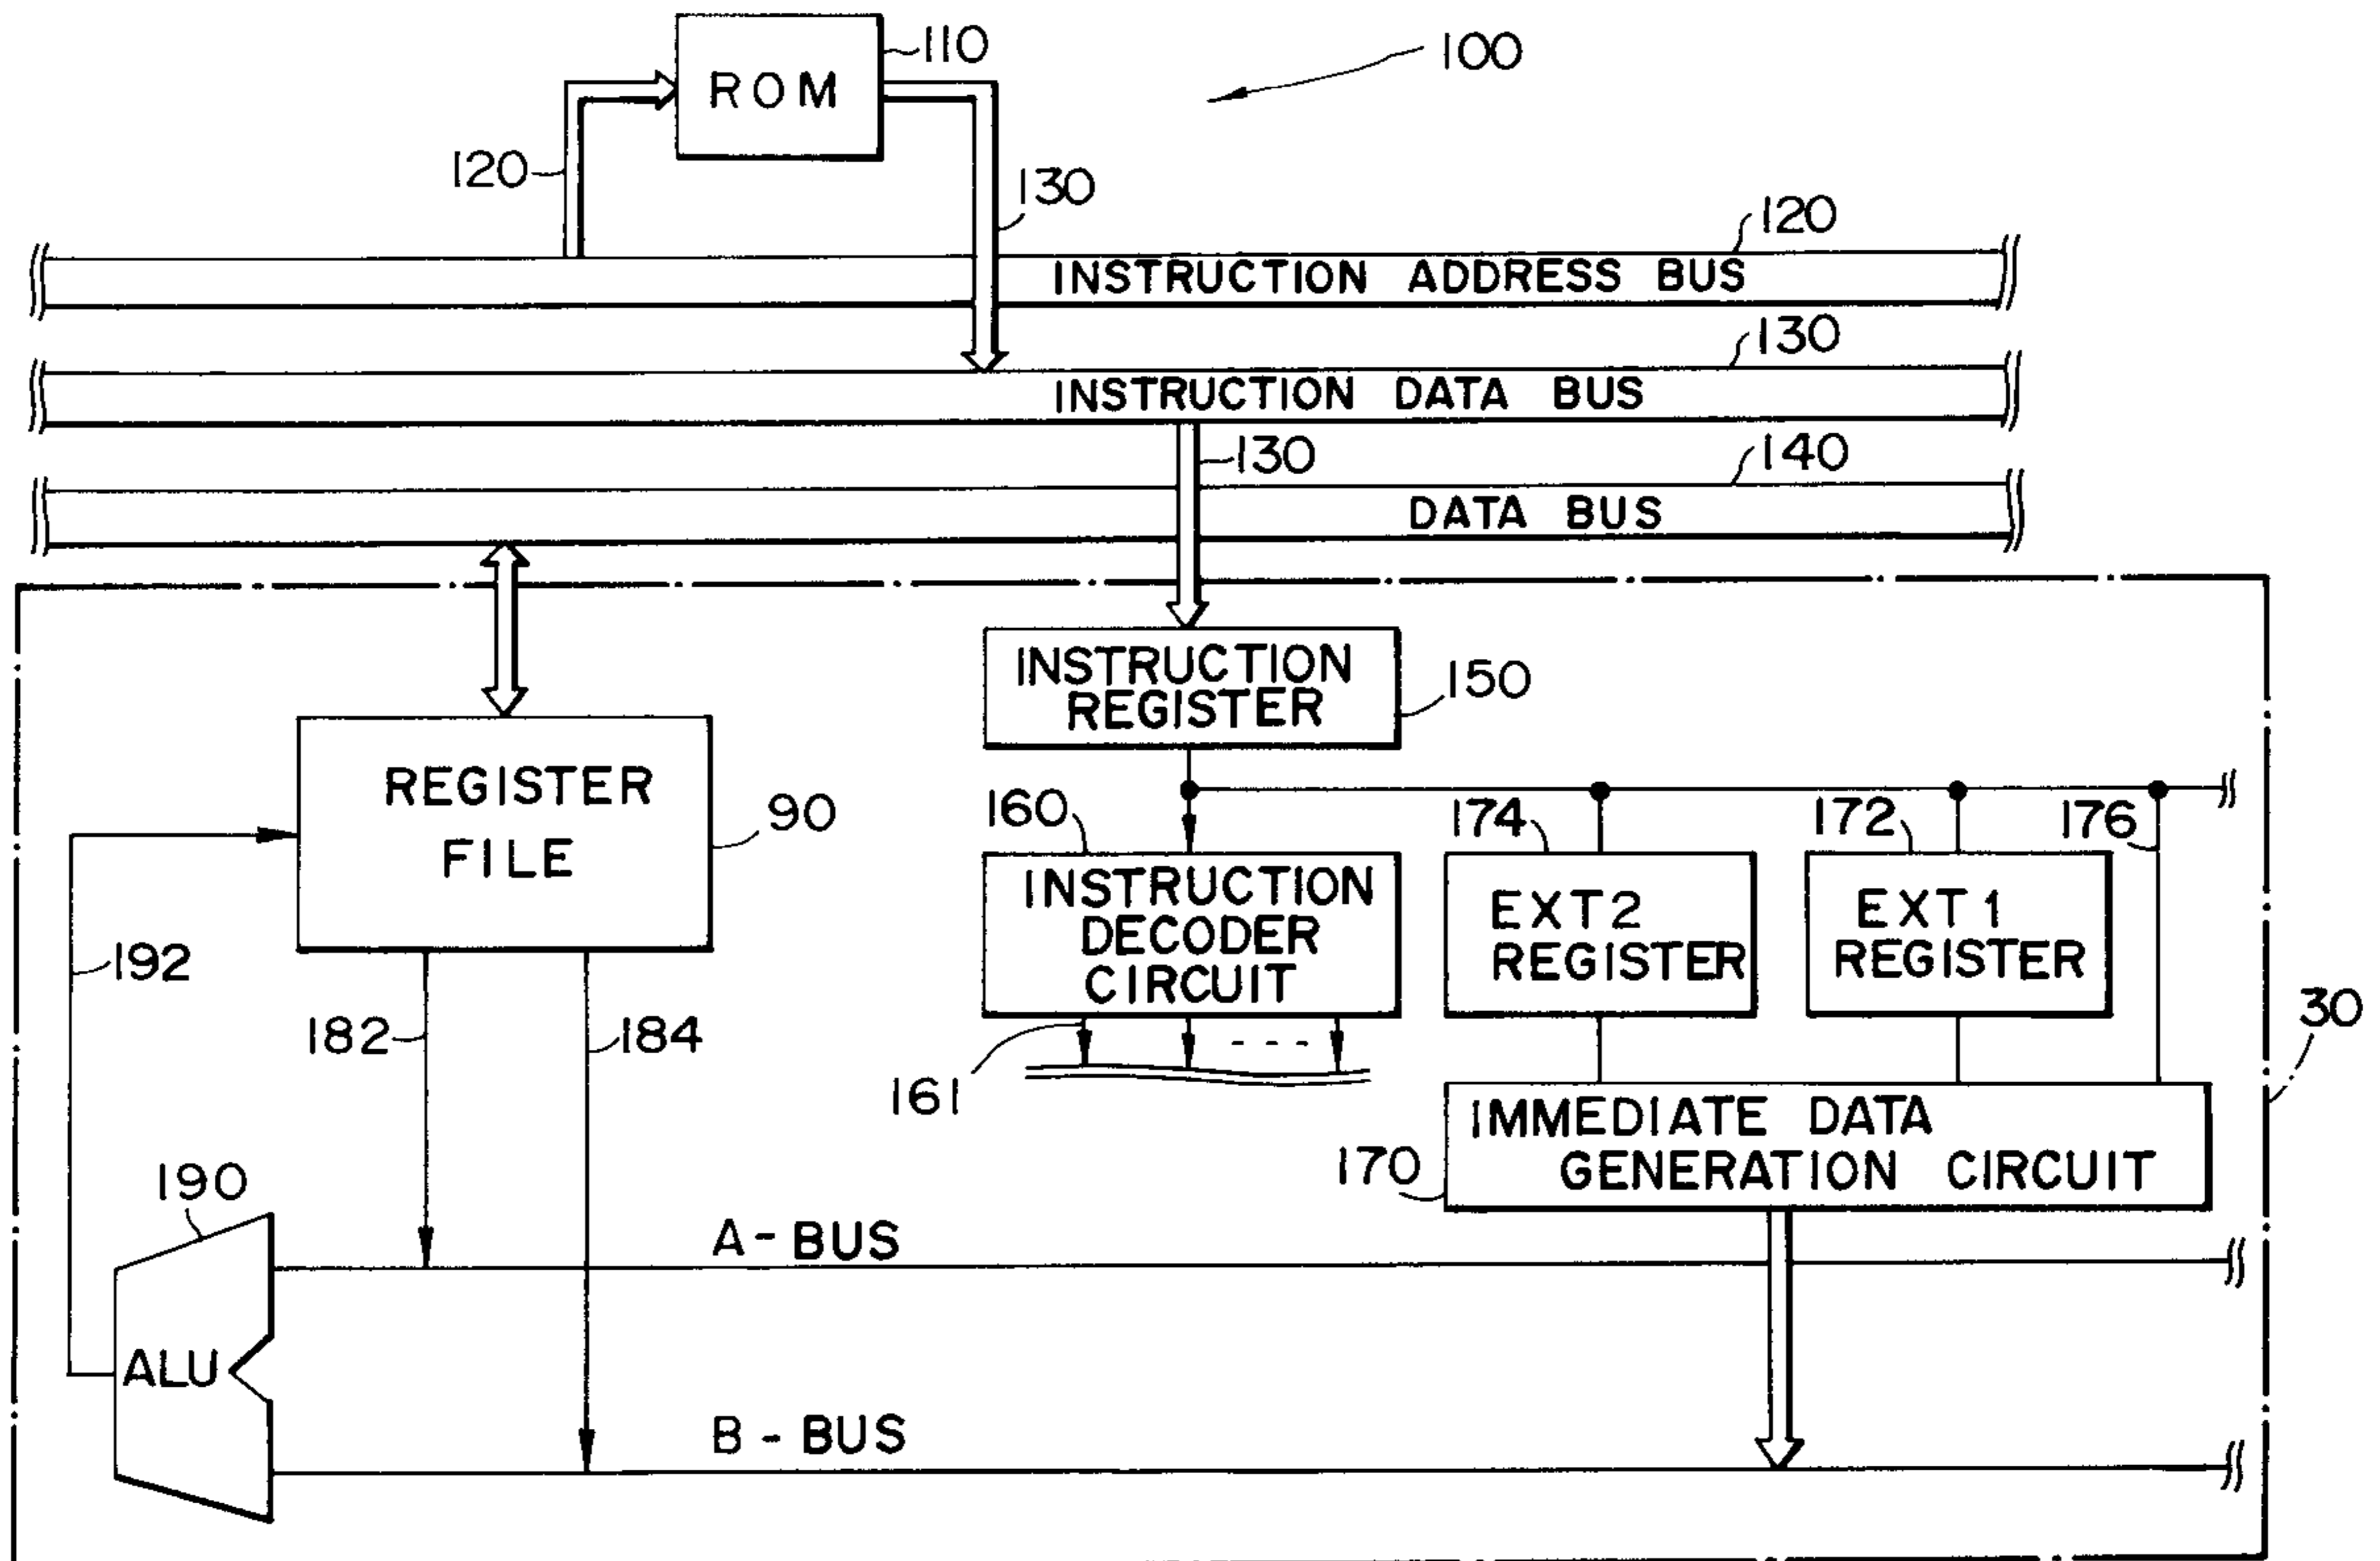 110
ROM
100
120
130
120
INSTRUCTION ADDRESS BUS
130
INSTRUCTION DATA BUS
130
140
DATA BUS
INSTRUCTION
REGISTER
150
REGISTER
FILE
90
160
174
172
176
INSTRUCTION
DECODER
CIRCUIT
EXT2
REGISTER
EXT1
REGISTER
192
182
184
161
30
IMMEDIATE DATA
GENERATION CIRCUIT
170
190
A-BUS
ALU
B-BUS